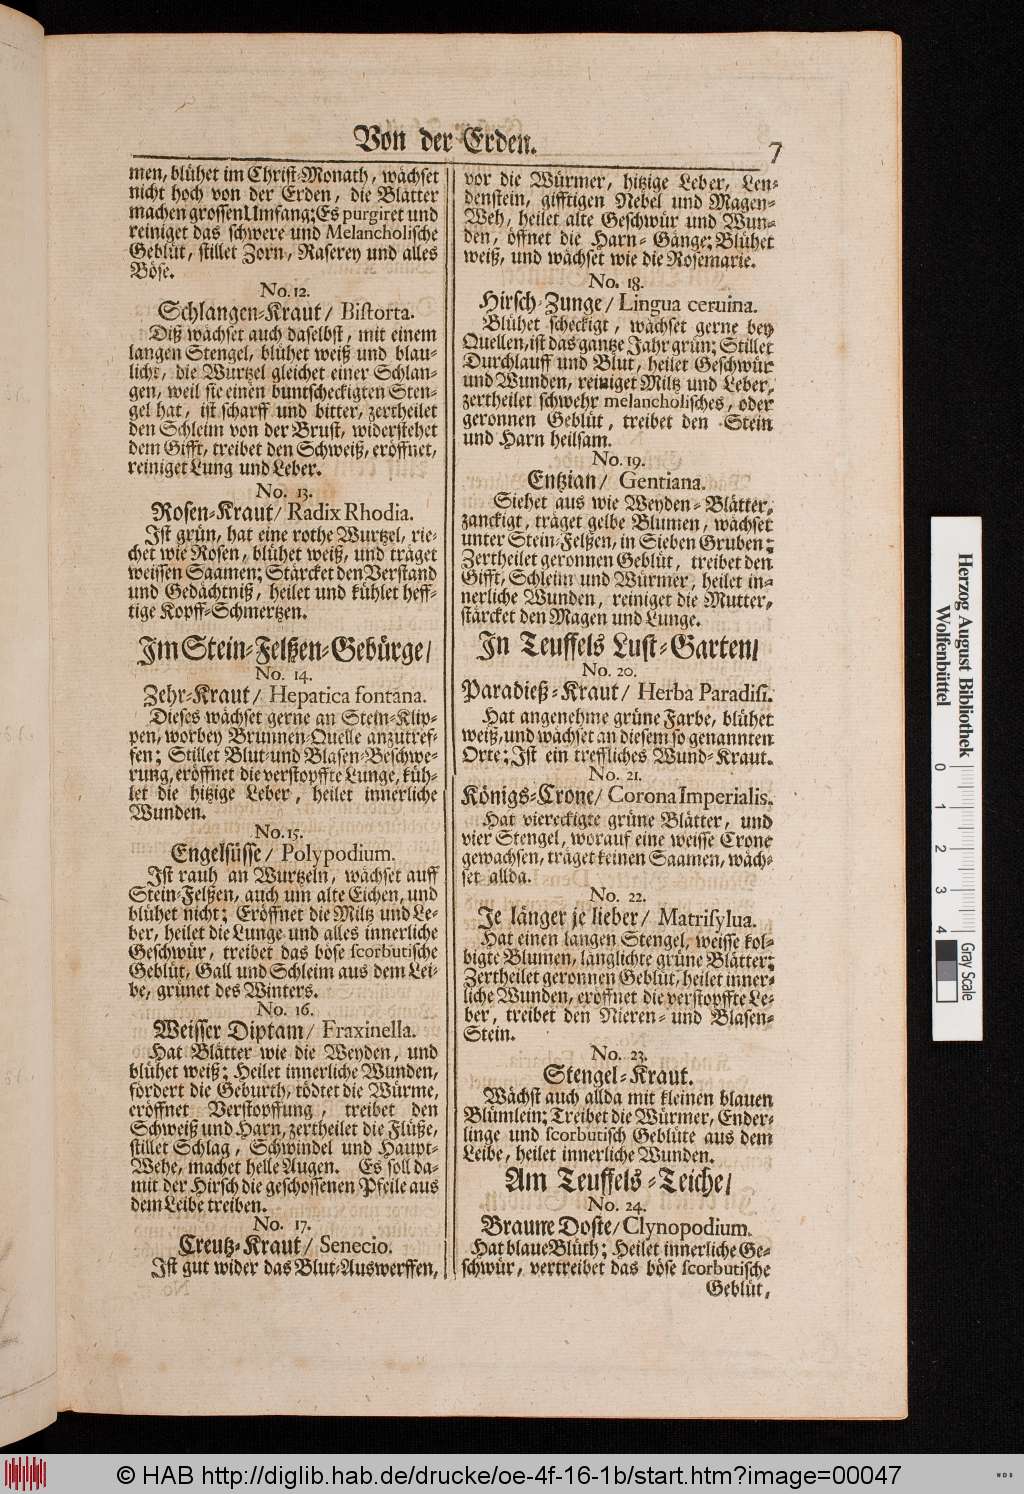 Von der Erden.
7
men, blühet im Christ-Monath, wächset
nicht hoch von der Erden, die Blätter
machen grossen Umfang; Es purgiret und
reiniget das schwere und Melancholische
Geblüt, stillet Zorn, Raserey und alles
Böse.
No. 12.
Schlangen-Kraut/ Bistorta.
Diß wächset auch daselbst, mit einem
langen Stengel, blühet weiß und blau-
licht, die Wurtzel gleichet einer Schlan-
gen, weil sie einen buntscheckigten Sten-
gel hat, ist scharff und bitter, zertheilet
den Schleim von der Brust, widerstehet
dem Gifft, treibet den Schweiß, eröffnet,
reiniget Lung und Leber.
No. 13.
Rosen-Kraut/ Radix Rhodia.
Ist grün, hat eine rothe Wurtzel, rie-
chet wie Rosen, blühet weiß, und träget
weissen Saamen; Stärcket den Verstand
und Gedächtniß, heilet und kühlet heff-
tige Kopff-Schmertzen.
Im Stein-Felßen-Gebürge/
No. 14.
Zehr-Kraut/ Hepatica fontana.
Dieses wächset gerne an Stein-Klip-
pen, worbey Brunnen-Quelle anzutref-
fen; Stillet Blut-und Blasen-Beschwe-
rung, eröffnet die verstopffte Lunge, küh-
let die hitzige Leber, heilet innerliche
Wunden.
No. 15.
Engelsüsse/ Polypodium.
Ist rauh an Wurtzeln, wächset auff
Stein-Felßen, auch um alte Eichen, und
blühet nicht; Eröffnet die Miltz und Le-
ber, heilet die Lunge und alles innerliche
Geschwür, treibet das böse scorbutische
Geblüt, Gall und Schleim aus dem Lei-
be, grünet des Winters.
No. 16.
Weisser Diptam/ Fraxinella.
Hat Blätter wie die Weyden, und
blühet weiß; Heilet innerliche Wunden,
fördert die Geburth, tödtet die Würme,
eröffnet Verstopffung, treibet den
Schweiß und Harn, zertheilet die Flüße,
stillet Schlag, Schwindel und Haupt-
Wehe, machet helle Augen. Es soll da-
mit der Hirsch die geschossenen Pfeile aus
dem Leibe treiben.
No. 17.
Creutz-Kraut/ Senecio.
Ist gut wider das Blut-Auswerffen,
vor die Würmer, hitzige Leber, Len-
denstein, gifftigen Nebel und Magen-
Weh, heilet alte Geschwür und Wun-
den, öffnet die Harn-Gänge; Blühet
weiß, und wächset wie die Rosemarie.
No. 18.
Hirsch-Zunge/ Lingua ceruina.
Blühet scheckigt, wächset gerne bey
Quellen, ist das gantze Jahr grün; Stillet
Durchlauff und Blut, heilet Geschwür
und Wunden, reiniget Miltz und Leber,
zertheilet schwehr melancholisches, oder
geronnen Geblüt, treibet den Stein
und Harn heilsam.
No. 19.
Entzian/ Gentiana.
Siehet aus wie Weyden-Blätter,
zanckigt, träget gelbe Blumen, wächset
unter Stein-Felßen, in Sieben Gruben;
Zertheilet geronnen Geblüt, treibet den
Gifft, Schleim und Würmer, heilet in-
nerliche Wunden, reiniget die Mutter,
stärcket den Magen und Lunge.
In Teuffels Lust-Garten/
No. 20.
Paradieß-Kraut/ Herba Paradisi.
Hat angenehme grüne Farbe, blühet
weiß, und wächset an diesem so genannten
Orte; Ist ein treffliches Wund-Kraut.
No. 21.
Königs-Crone/ Corona Imperialis.
Hat viereckigte grüne Blätter, und
vier Stengel, worauf eine weisse Crone
gewachsen, träget keinen Saamen, wäch-
set allda.
No. 22.
Je länger je lieber/ Matrisylua.
Hat einen langen Stengel, weisse kol-
bigte Blumen, länglichte grüne Blätter;
Zertheilet geronnen Geblüt, heilet inner-
liche Wunden, eröffnet die verstopffte Le-
ber, treibet den Nieren- und Blasen-
Stein.
No. 23.
Stengel-Kraut.
Wächst auch allda mit kleinen blauen
Blümlein; Treibet die Würmer, Ender-
linge und scorbutisch Geblüte aus dem
Leibe, heilet innerliche Wunden.
Am Teuffels-Teiche/
No. 24.
Braune Doste/ Clynopodium.
Hat blaue Blüth; Heilet innerliche Ge-
schwür, vertreibet das böse scorbutische
Geblüt,
Herzog August Bibliothek
Wolfenbüttel
0 1 2 3 4
Gray Scale
© HAB http://diglib.hab.de/drucke/oe-4f-16-1b/start.htm?image=00047